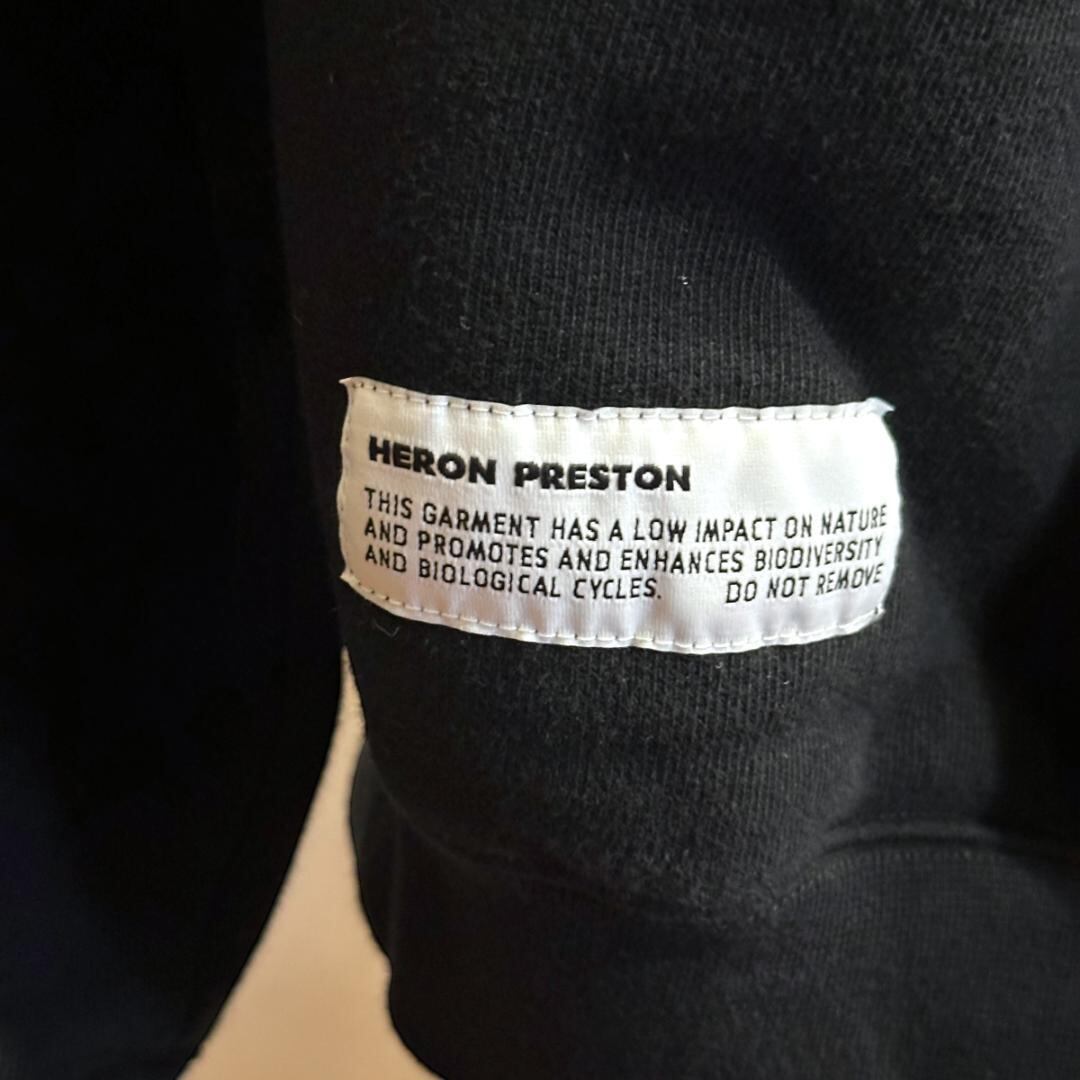 HERON PRESTON
THIS GARMENT HAS A LOW IMPACT ON NATURE
AND PROMOTES AND ENHANCES BIODIVERSITY
AND BIOLOGICAL CYCLES. DO NOT REMOVE